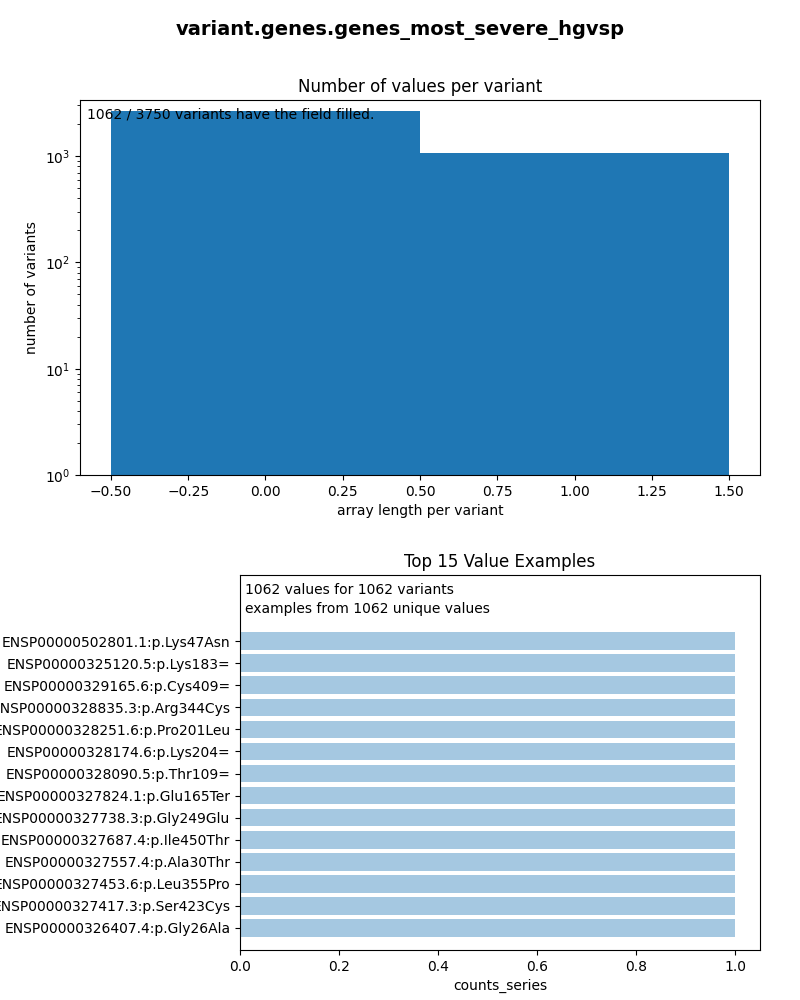 variant.genes.genes_most_severe_hgvsp
Number of values per variant
1062 / 3750 variants have the field filled.
number of variants
10³
10²
10¹
10⁰
−0.50 −0.25 0.00 0.25 0.50 0.75 1.00 1.25 1.50
array length per variant
Top 15 Value Examples
1062 values for 1062 variants
examples from 1062 unique values
ENSP00000502801.1:p.Lys47Asn
ENSP00000325120.5:p.Lys183=
ENSP00000329165.6:p.Cys409=
NSP00000328835.3:p.Arg344Cys
ENSP00000328251.6:p.Pro201Leu
ENSP00000328174.6:p.Lys204=
ENSP00000328090.5:p.Thr109=
ENSP00000327824.1:p.Glu165Ter
ENSP00000327738.3:p.Gly249Glu
ENSP00000327687.4:p.Ile450Thr
ENSP00000327557.4:p.Ala30Thr
ENSP00000327453.6:p.Leu355Pro
NSP00000327417.3:p.Ser423Cys
ENSP00000326407.4:p.Gly26Ala
0.0 0.2 0.4 0.6 0.8 1.0
counts_series